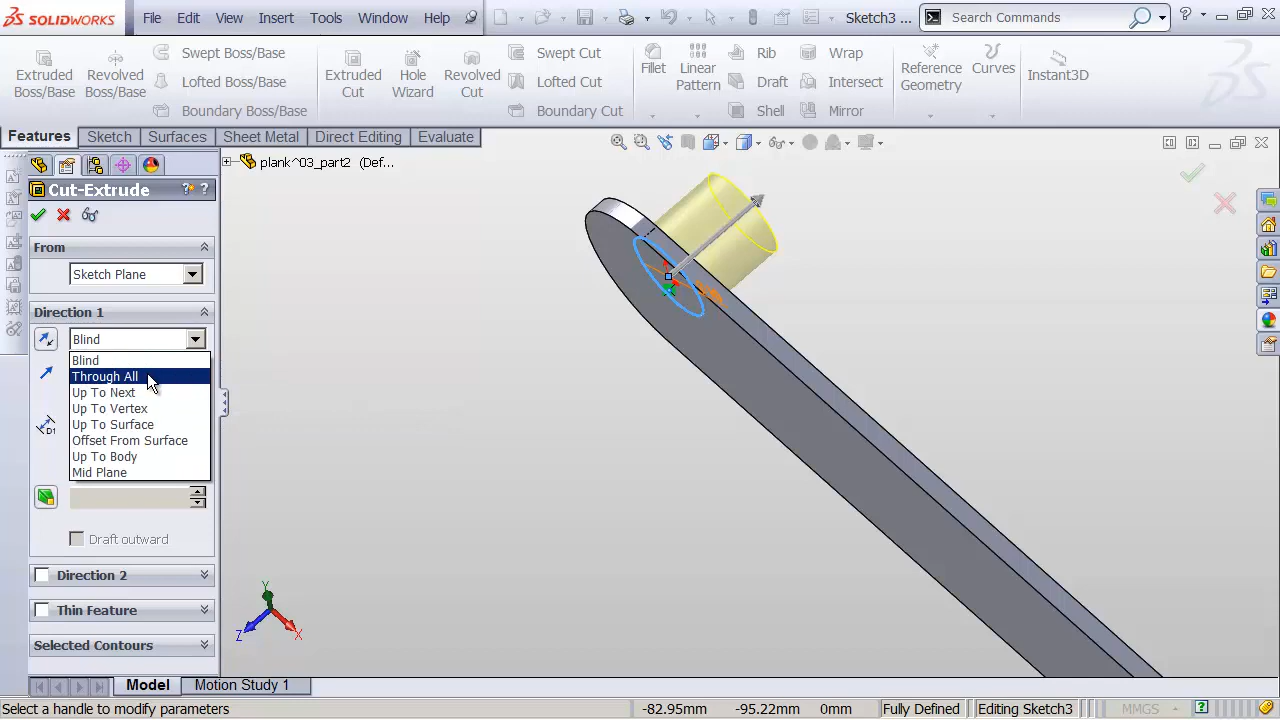 SOLIDWORKS File Edit View Insert Tools Window Help Sketch3 ... Search Commands ?
Extruded Boss/Base
Revolved Boss/Base
Swept Boss/Base
Lofted Boss/Base
Boundary Boss/Base
Extruded Cut
Hole Wizard
Revolved Cut
Swept Cut
Lofted Cut
Boundary Cut
Fillet
Linear Pattern
Rib
Draft
Shell
Wrap
Intersect
Mirror
Reference Geometry
Curves
Instant3D
Features Sketch Surfaces Sheet Metal Direct Editing Evaluate
plank^03_part2 (Def...
Cut-Extrude ? ?
From
Sketch Plane
Direction 1
Blind
Blind
Through All
Up To Next
Up To Vertex
Up To Surface
Offset From Surface
Up To Body
Mid Plane
D1
Draft outward
Direction 2
Thin Feature
Selected Contours
Y
Z
X
Model Motion Study 1
Select a handle to modify parameters -82.95mm -95.22mm 0mm Fully Defined Editing Sketch3 MMGS ?